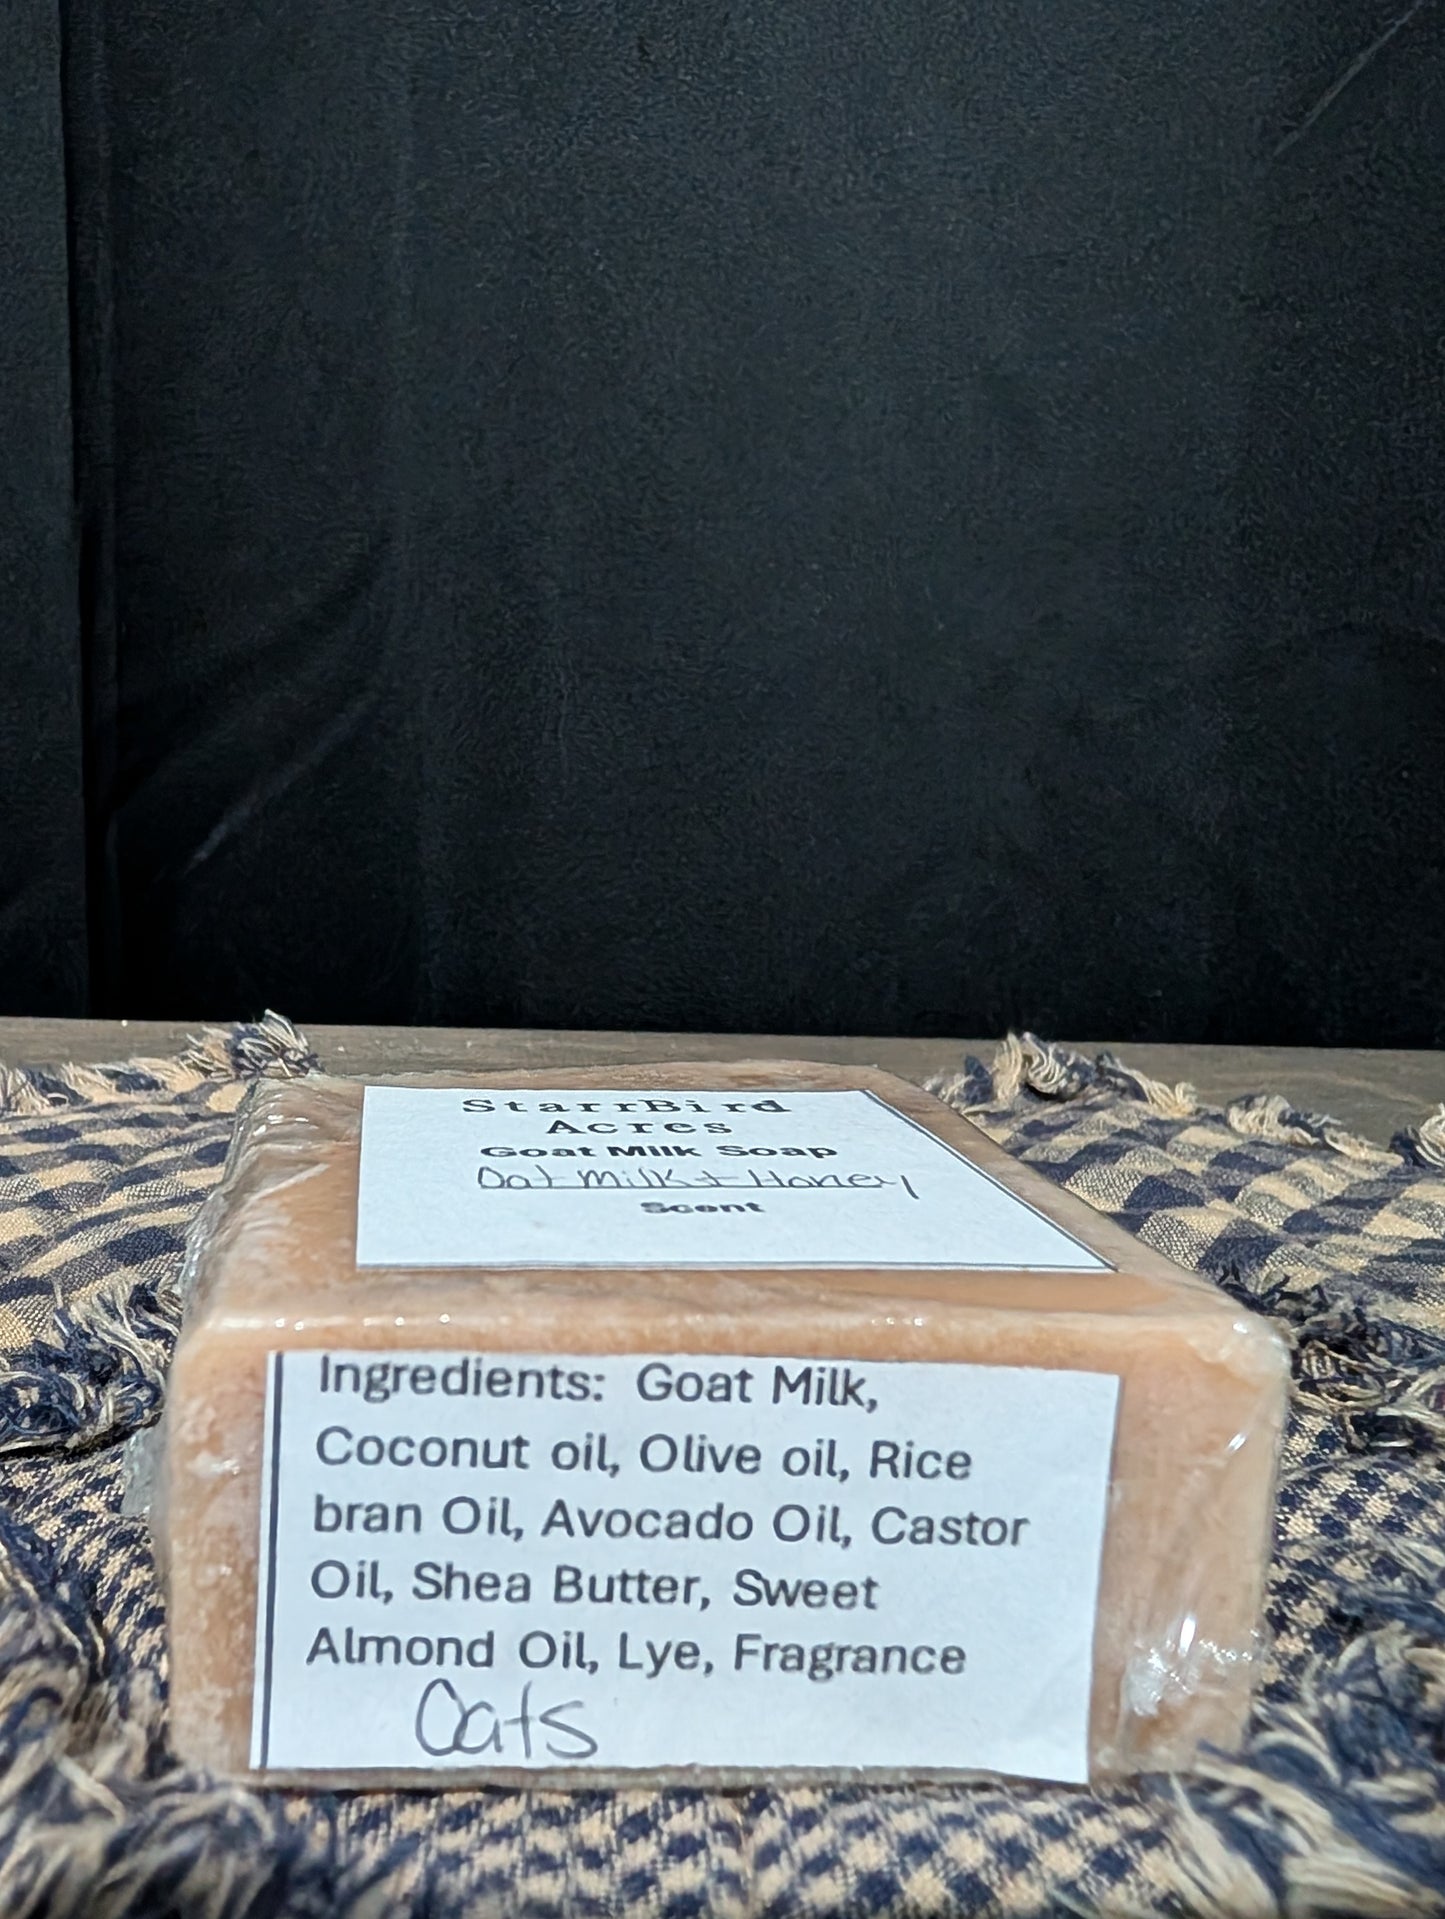 StarrBird
Acres
Goat Milk Soap
Oat Milk + Honey
Scent
Ingredients: Goat Milk,
Coconut oil, Olive oil, Rice
bran Oil, Avocado Oil, Castor
Oil, Shea Butter, Sweet
Almond Oil, Lye, Fragrance
Oats